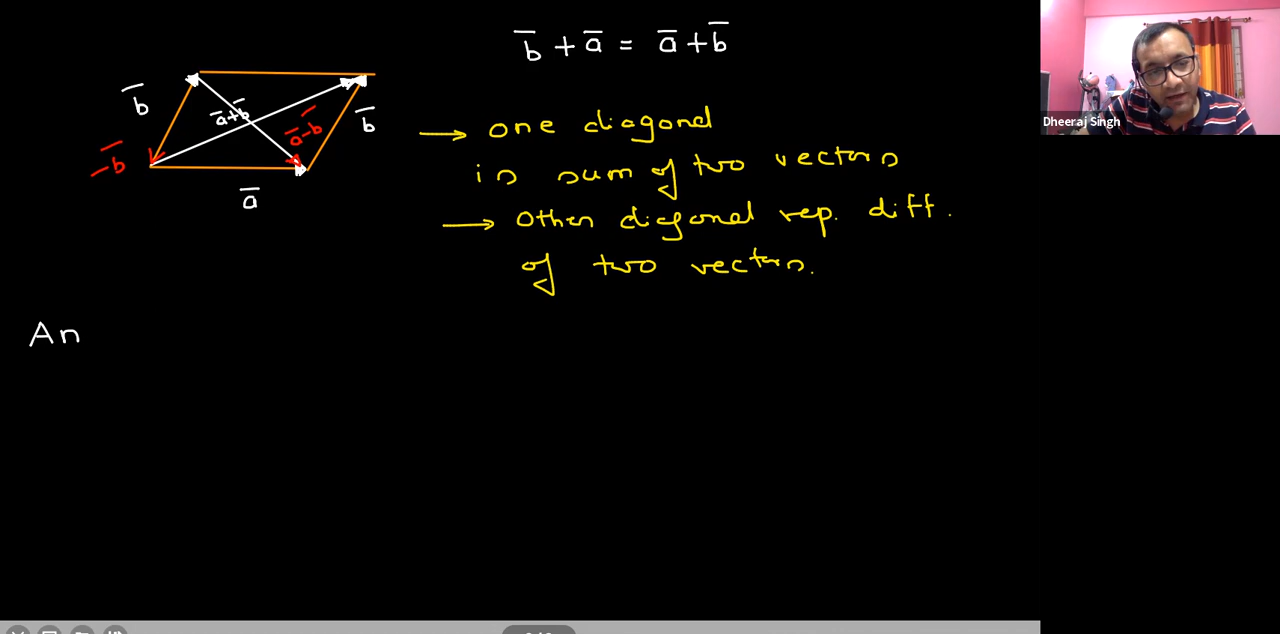 b̅ + a̅ = a̅ + b̅
b̅
a̅+b̅
a̅-b̅
b̅
-b̅
a̅
→ one diagonal
is sum of two vectors
→ Other diagonal rep. diff.
of two vectors.
An
Dheeraj Singh